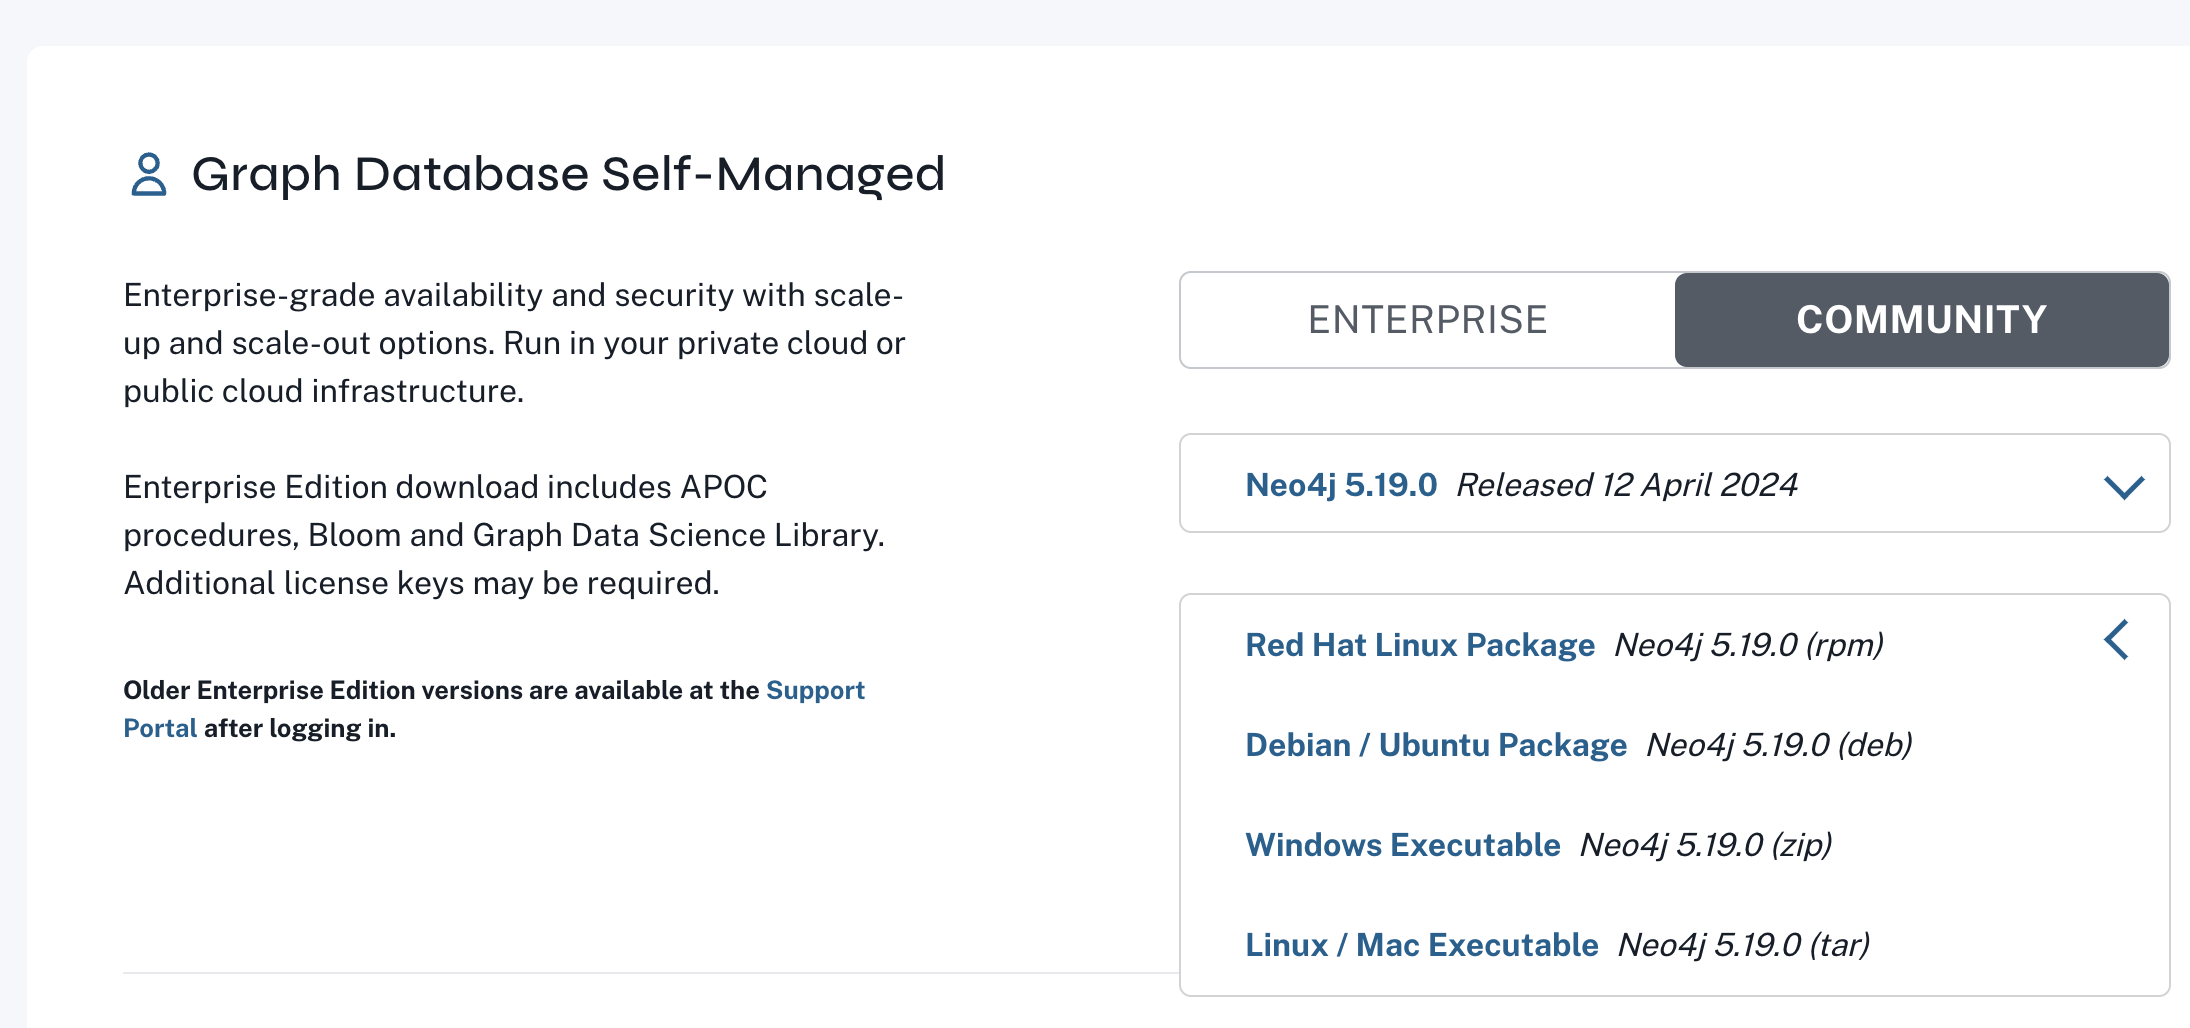 Graph Database Self-Managed
Enterprise-grade availability and security with scale-
up and scale-out options. Run in your private cloud or
public cloud infrastructure.
Enterprise Edition download includes APOC
procedures, Bloom and Graph Data Science Library.
Additional license keys may be required.
Older Enterprise Edition versions are available at the Support
Portal after logging in.
ENTERPRISE COMMUNITY
Neo4j 5.19.0 Released 12 April 2024
Red Hat Linux Package Neo4j 5.19.0 (rpm)
Debian / Ubuntu Package Neo4j 5.19.0 (deb)
Windows Executable Neo4j 5.19.0 (zip)
Linux / Mac Executable Neo4j 5.19.0 (tar)